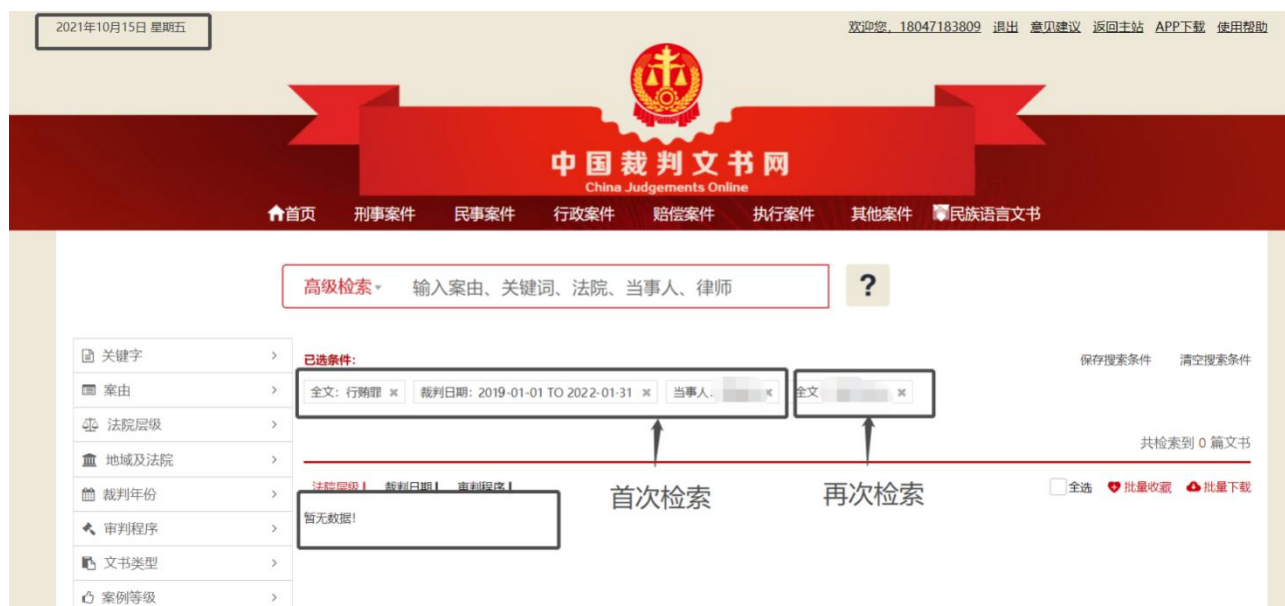 2021年10月15日 星期五
欢迎您，18047183809 退出 意见建议 返回主站 APP下载 使用帮助
中国裁判文书网
China Judgements Online
首页 刑事案件 民事案件 行政案件 赔偿案件 执行案件 其他案件 民族语言文书
高级检索 输入案由、关键词、法院、当事人、律师 ?
关键字
案由
法院层级
地域及法院
裁判年份
审判程序
文书类型
案例等级
已选条件：
保存搜索条件 清空搜索条件
全文：行贿罪 裁判日期：2019-01-01 TO 2022-01-31 当事人： 全文
共检索到 0 篇文书
法院层级 裁判日期 审判程序
首次检索 再次检索
全选 批量收藏 批量下载
暂无数据！